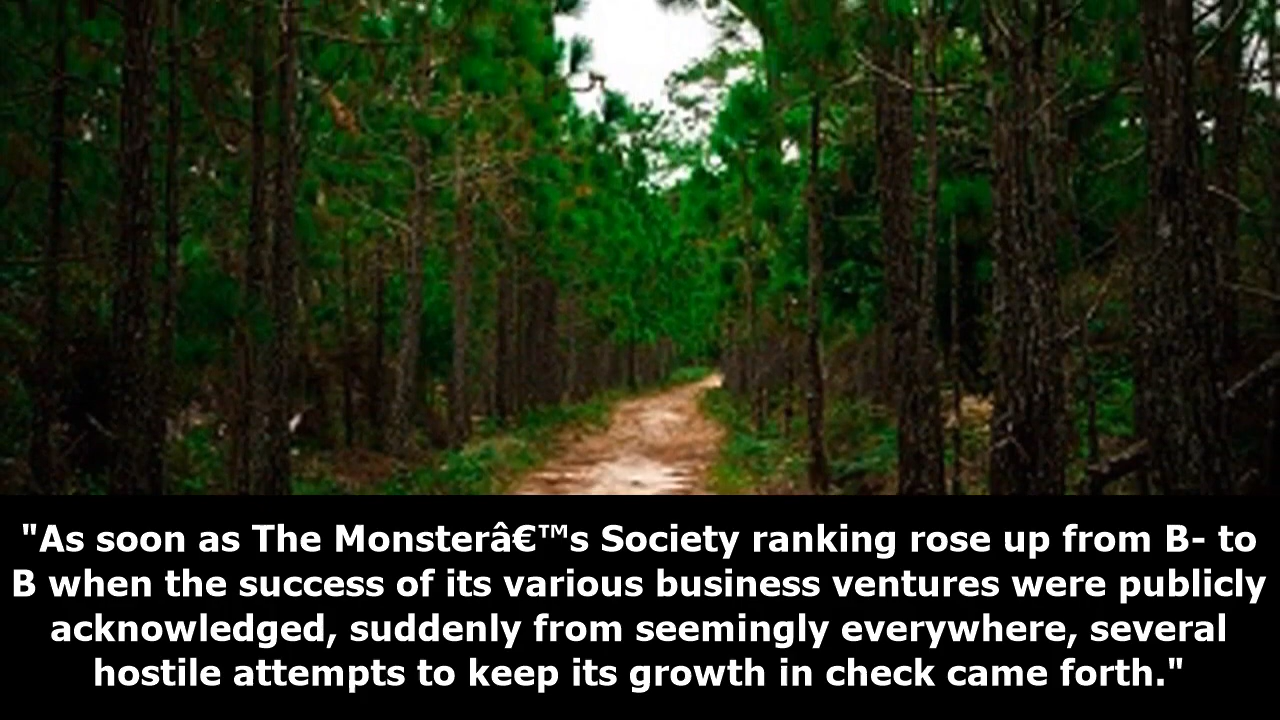 "As soon as The Monsterâ€™s Society ranking rose up from B- to
B when the success of its various business ventures were publicly
acknowledged, suddenly from seemingly everywhere, several
hostile attempts to keep its growth in check came forth."